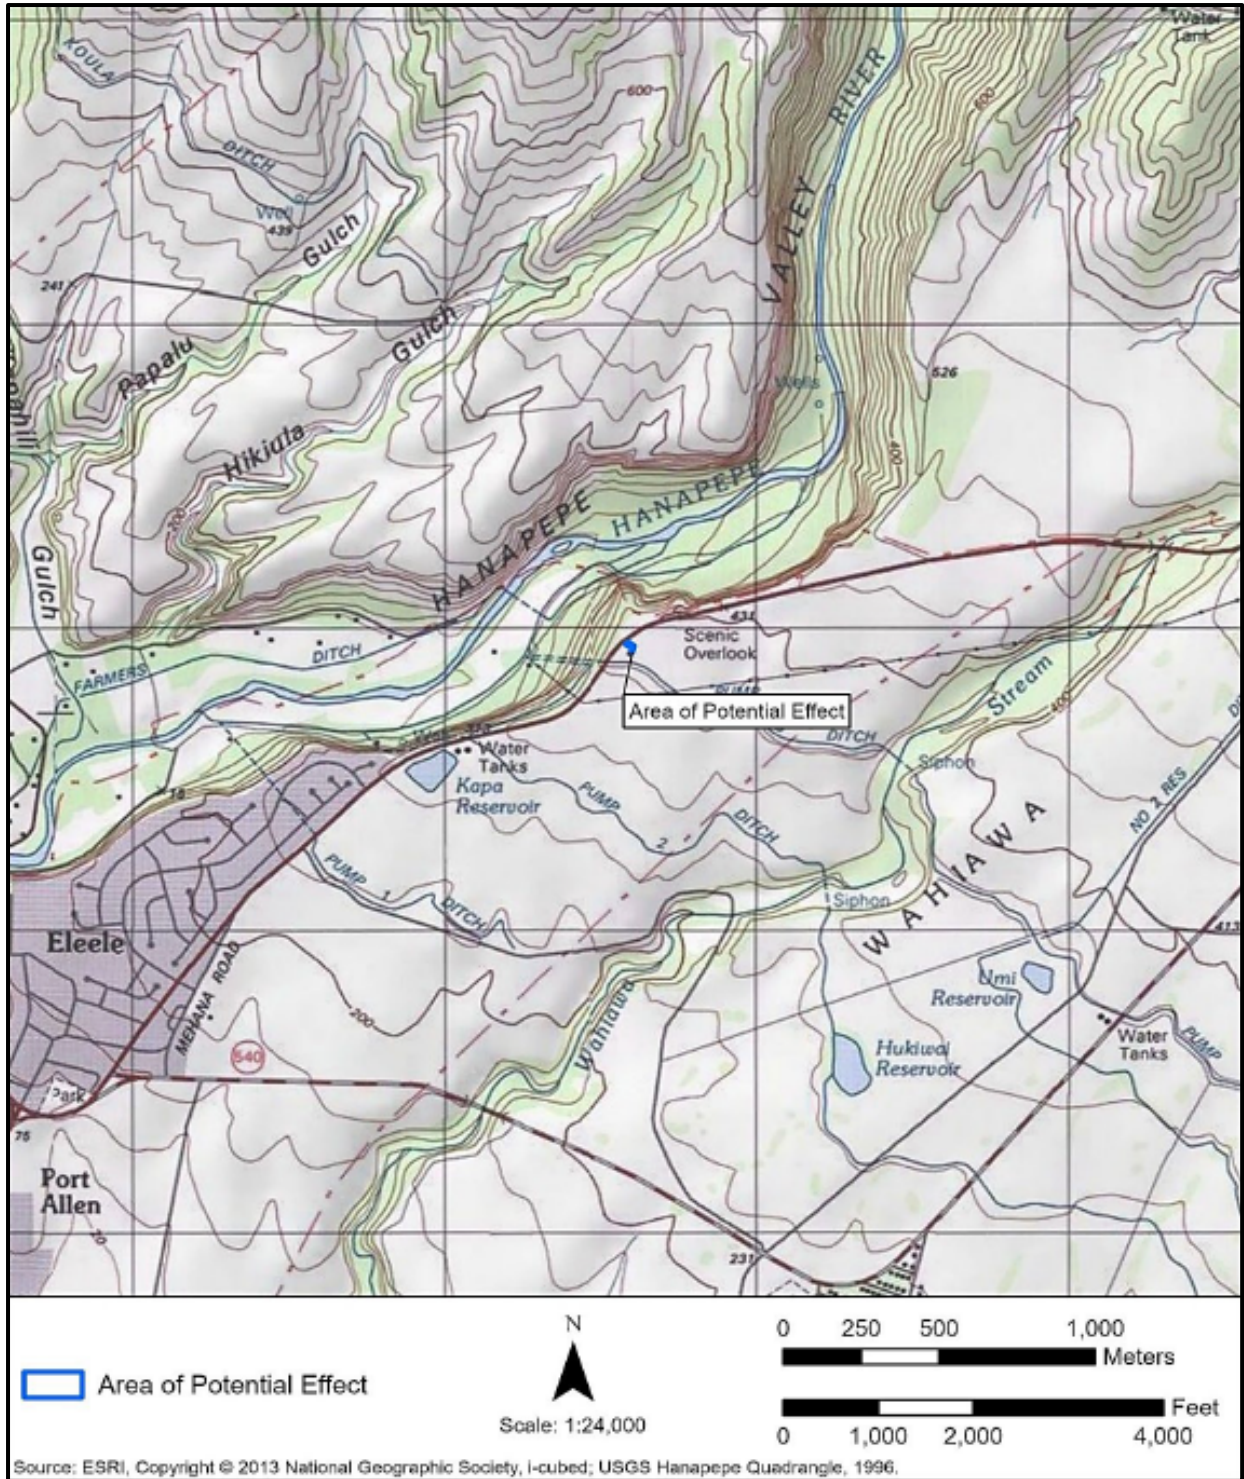 Water
Tank
KOULA
DITCH
600
RIVER
600
Well
439
Gulch
VALLEY
241
Gulch
Papalu
526
Wells
Hikiula
400
200
HANAPEPE
HANAPEPE
Gulch
431
Scenic
Overlook
DITCH
FARMERS
PUMP
Stream
400
Area of Potential Effect
DITCH
Siphon
Water
Tanks
Kapa
Reservoir
PUMP
2
DITCH
NO 2 RES
WAHIAWA
18
PUMP
1
DITCH
Siphon
413
Eleele
MEHANA ROAD
200
Umi
Reservoir
Wahiawa
Water
Tanks
PUMP
540
Hukiwai
Reservoir
Park
75
Port
Allen
20
231
N
Scale: 1:24,000
Area of Potential Effect
0 250 500 1,000
Meters
Feet
0 1,000 2,000 4,000
Source: ESRI, Copyright © 2013 National Geographic Society, i-cubed; USGS Hanapepe Quadrangle, 1996.